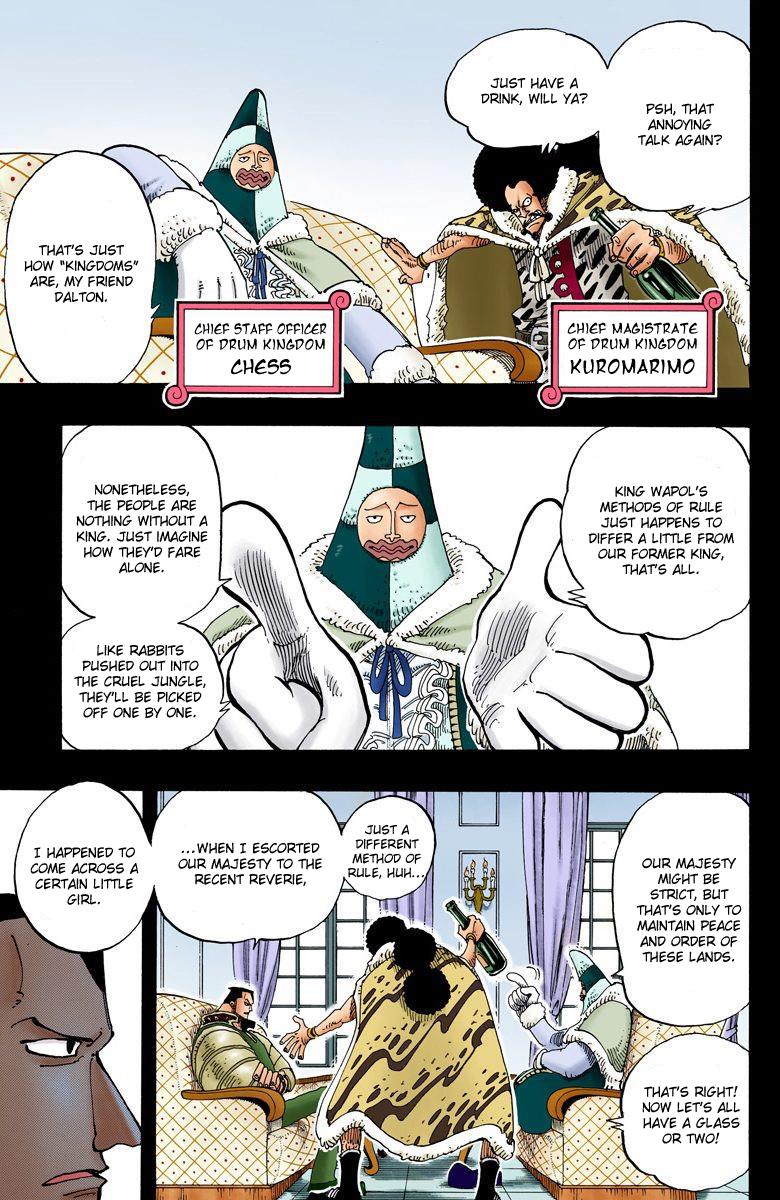 PSH, THAT
ANNOYING
TALK AGAIN?
JUST HAVE A
DRINK, WILL YA?
THAT'S JUST
HOW "KINGDOMS"
ARE, MY FRIEND
DALTON.
CHIEF MAGISTRATE
OF DRUM KINGDOM
KUROMARIMO
CHIEF STAFF OFFICER
OF DRUM KINGDOM
CHESS
KING WAPOL'S
METHODS OF RULE
JUST HAPPENS TO
DIFFER A LITTLE FROM
OUR FORMER KING,
THAT'S ALL.
NONETHELESS,
THE PEOPLE ARE
NOTHING WITHOUT A
KING. JUST IMAGINE
HOW THEY'D FARE
ALONE.
LIKE RABBITS
PUSHED OUT INTO
THE CRUEL JUNGLE,
THEY'LL BE PICKED
OFF ONE BY ONE.
OUR MAJESTY
MIGHT BE
STRICT, BUT
THAT'S ONLY TO
MAINTAIN PEACE
AND ORDER OF
THESE LANDS.
THAT'S RIGHT!
NOW LET'S ALL
HAVE A GLASS
OR TWO!
JUST A
DIFFERENT
METHOD OF
RULE, HUH...
...WHEN I ESCORTED
OUR MAJESTY TO THE
RECENT REVERIE,
I HAPPENED TO
COME ACROSS A
CERTAIN LITTLE
GIRL.